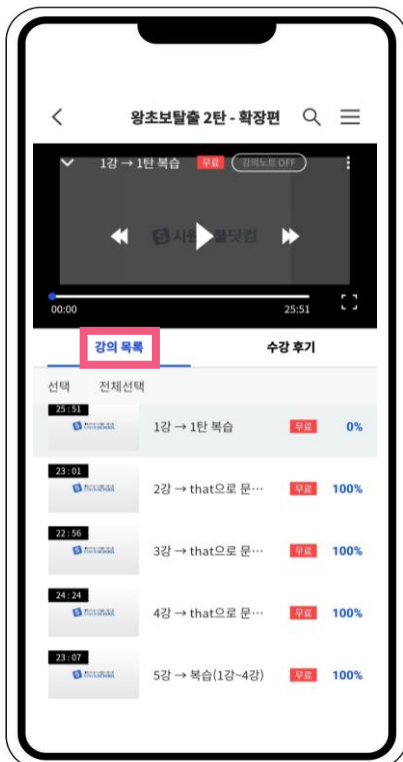 왕초보탈출 2탄 - 확장편
1강 → 1탄 복습 무료 강의노트 OFF
00:00 25:51
강의 목록 수강 후기
선택 전체선택
25:51
1강 → 1탄 복습 무료 0%
23:01
2강 → that으로 문… 무료 100%
22:56
3강 → that으로 문… 무료 100%
24:24
4강 → that으로 문… 무료 100%
23:07
5강 → 복습(1강~4강) 무료 100%